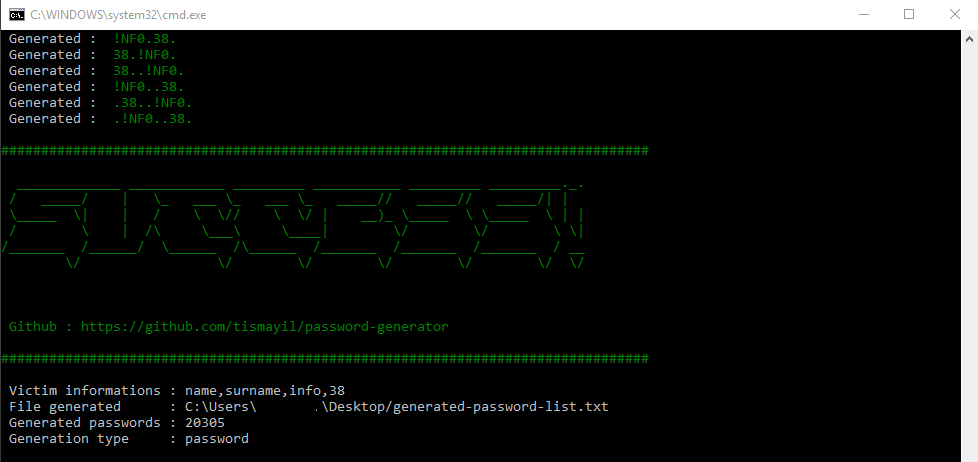 C:\WINDOWS\system32\cmd.exe
Generated :  !NF0.38.
Generated :  38.!NF0.
Generated :  38..!NF0.
Generated :  !NF0..38.
Generated :  .38..!NF0.
Generated :  .!NF0..38.
#################################################################################
SUCCESS!
Github : https://github.com/tismayil/password-generator
#################################################################################
Victim informations : name,surname,info,38
File generated      : C:\Users\       .\Desktop/generated-password-list.txt
Generated passwords : 20305
Generation type     : password